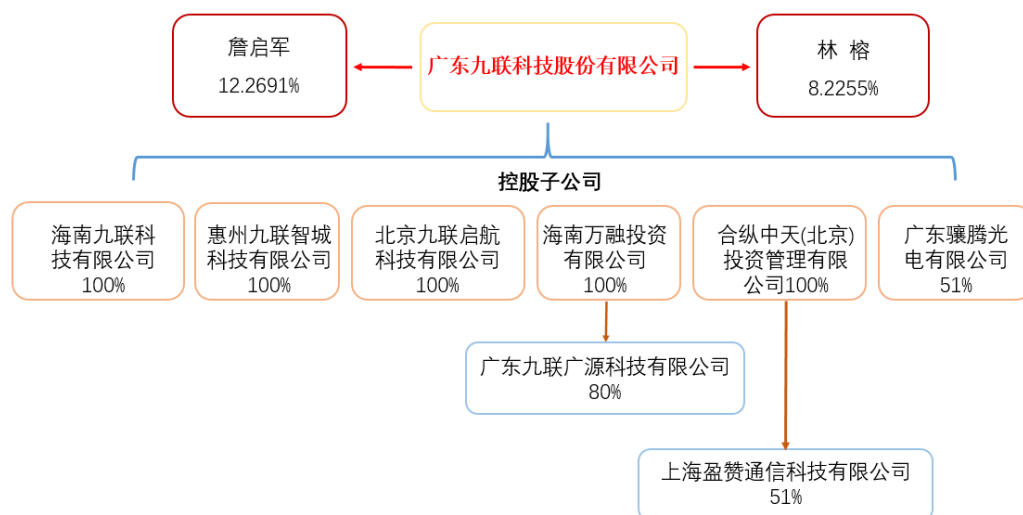 詹启军
12.2691%
广东九联科技股份有限公司
林 榕
8.2255%
控股子公司
海南九联科
技有限公司
100%
惠州九联智城
科技有限公司
100%
北京九联启航
科技有限公司
100%
海南万融投资
有限公司
100%
合纵中天(北京)
投资管理有限
公司100%
广东骧腾光
电有限公司
51%
广东九联广源科技有限公司
80%
上海盈赞通信科技有限公司
51%